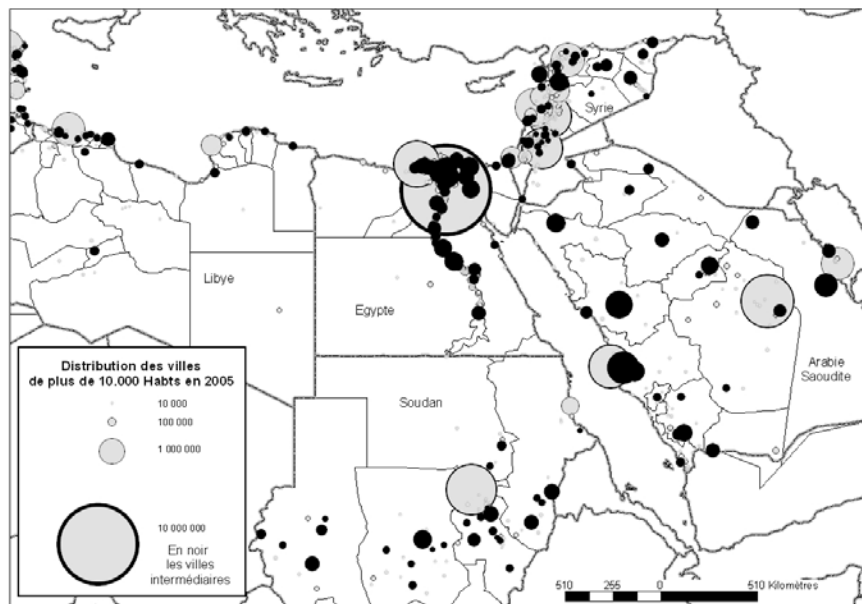 Syrie
Libye
Egypte
Arabie
Saoudite
Soudan
Distribution des villes
de plus de 10.000 Habts en 2005
10 000
100 000
1 000 000
10 000 000
En noir
les villes
intermédiaires
510 255 0 510 Kilomètres